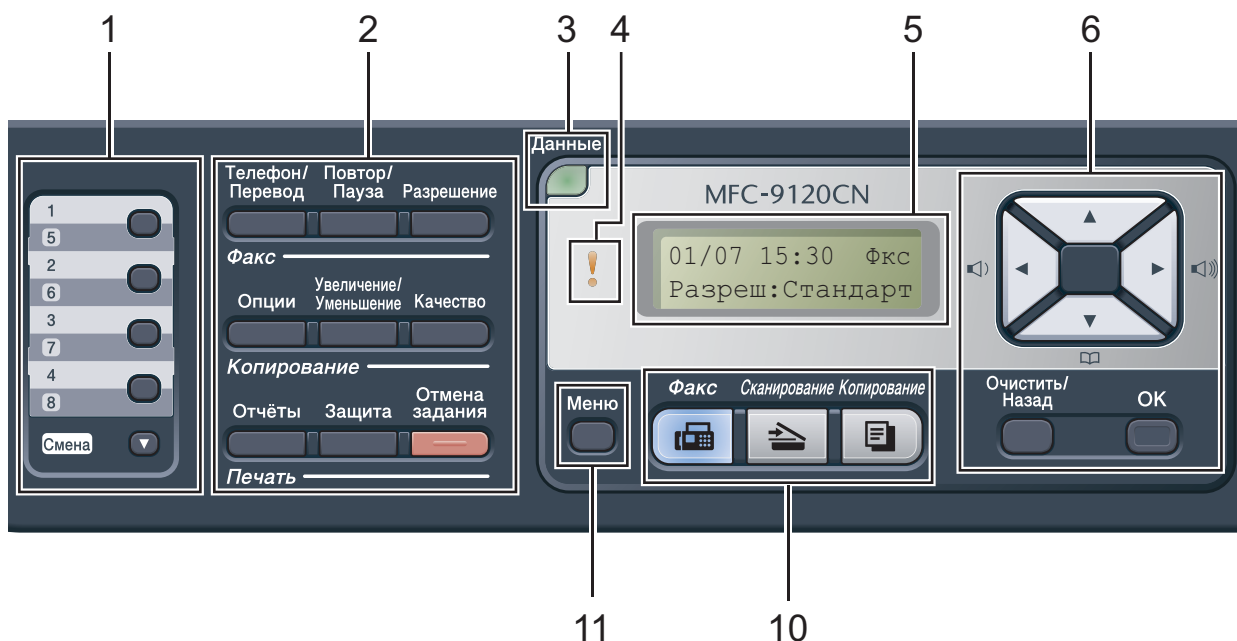 1 2 3 4 5 6
Данные
Телефон/
Перевод
Повтор/
Пауза
Разрешение
Факс
Опции
Увеличение/
Уменьшение
Качество
Копирование
Отчёты
Защита
Отмена
задания
Печать
1
5
2
6
3
7
4
8
Смена
MFC-9120CN
01/07 15:30 Фкс
Разреш:Стандарт
Меню
Факс
Сканирование
Копирование
Очистить/
Назад
OK
11 10